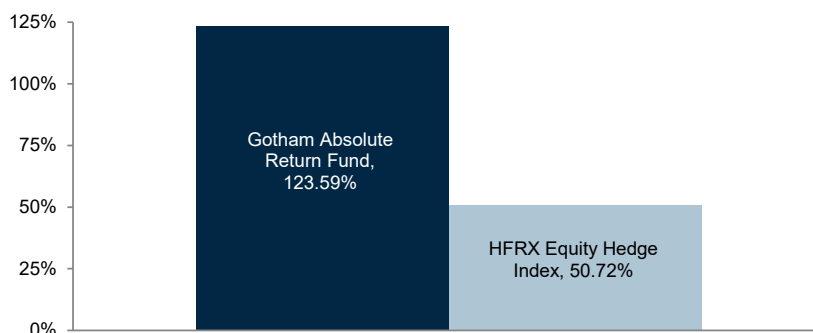 125%
100%
75%
50%
25%
0%
Gotham Absolute
Return Fund,
123.59%
HFRX Equity Hedge
Index, 50.72%